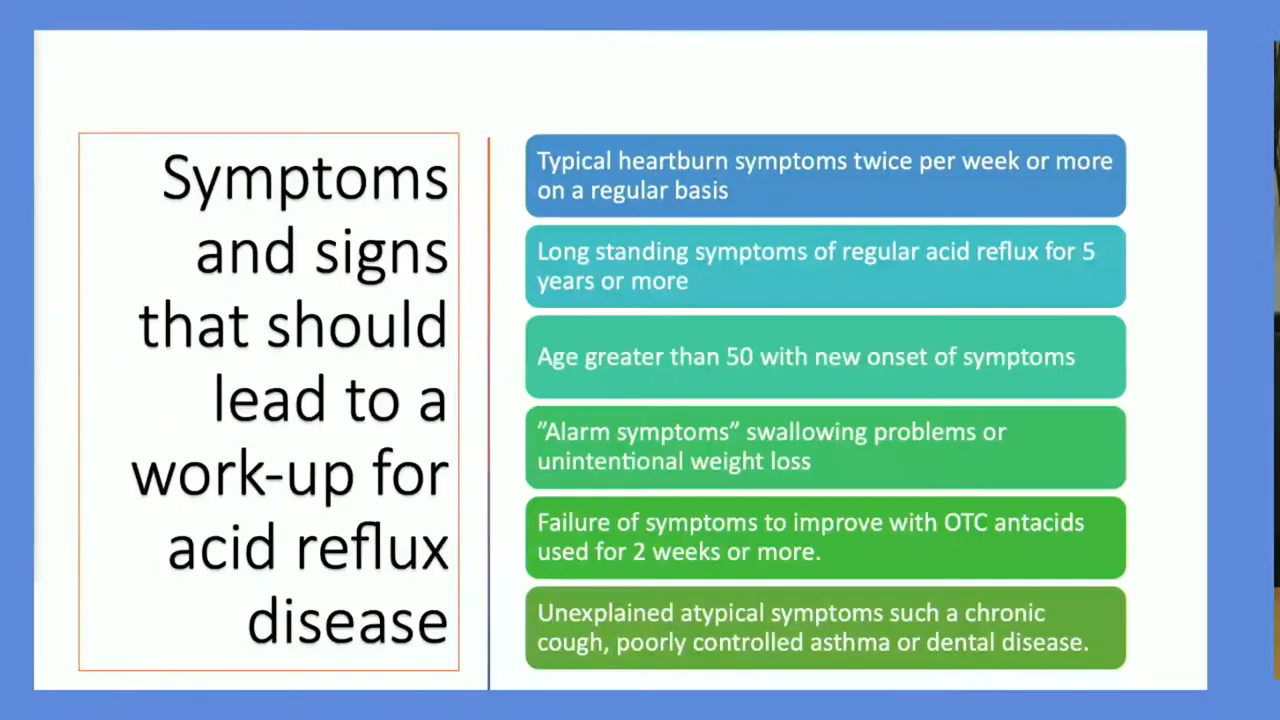 Symptoms
and signs
that should
lead to a
work-up for
acid reflux
disease
Typical heartburn symptoms twice per week or more
on a regular basis
Long standing symptoms of regular acid reflux for 5
years or more
Age greater than 50 with new onset of symptoms
”Alarm symptoms” swallowing problems or
unintentional weight loss
Failure of symptoms to improve with OTC antacids
used for 2 weeks or more.
Unexplained atypical symptoms such a chronic
cough, poorly controlled asthma or dental disease.